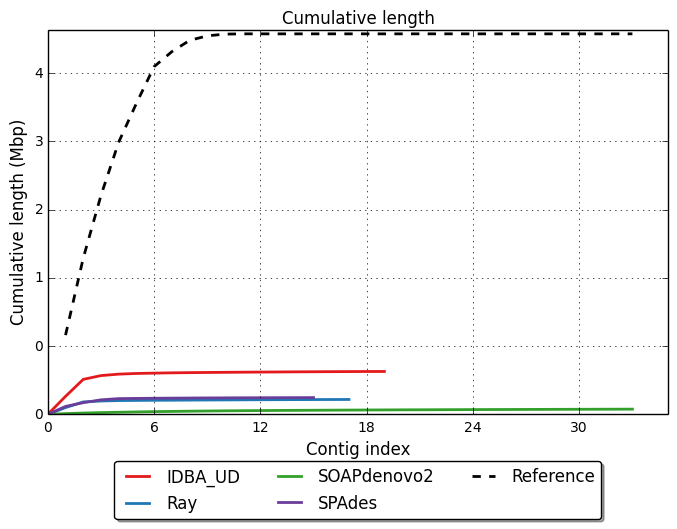 Cumulative length
Cumulative length (Mbp)
4
3
2
1
0
0
0 6 12 18 24 30
Contig index
IDBA_UD SOAPdenovo2 Reference
Ray SPAdes